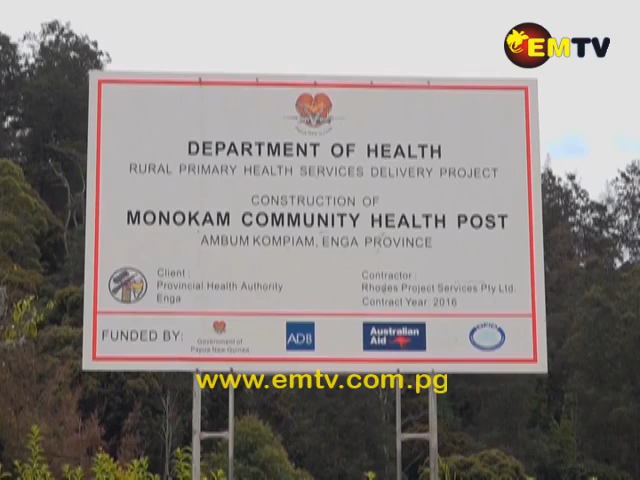 EMTV
DEPARTMENT OF HEALTH
RURAL PRIMARY HEALTH SERVICES DELIVERY PROJECT
CONSTRUCTION OF
MONOKAM COMMUNITY HEALTH POST
AMBUM KOMPIAM, ENGA PROVINCE
Client :
Provincial Health Authority
Enga
Contractor :
Rhodes Project Services Pty Ltd.
Contract Year: 2016
FUNDED BY:
Government of
Papua New Guinea
ADB
Australian
Aid
OFID
www.emtv.com.pg